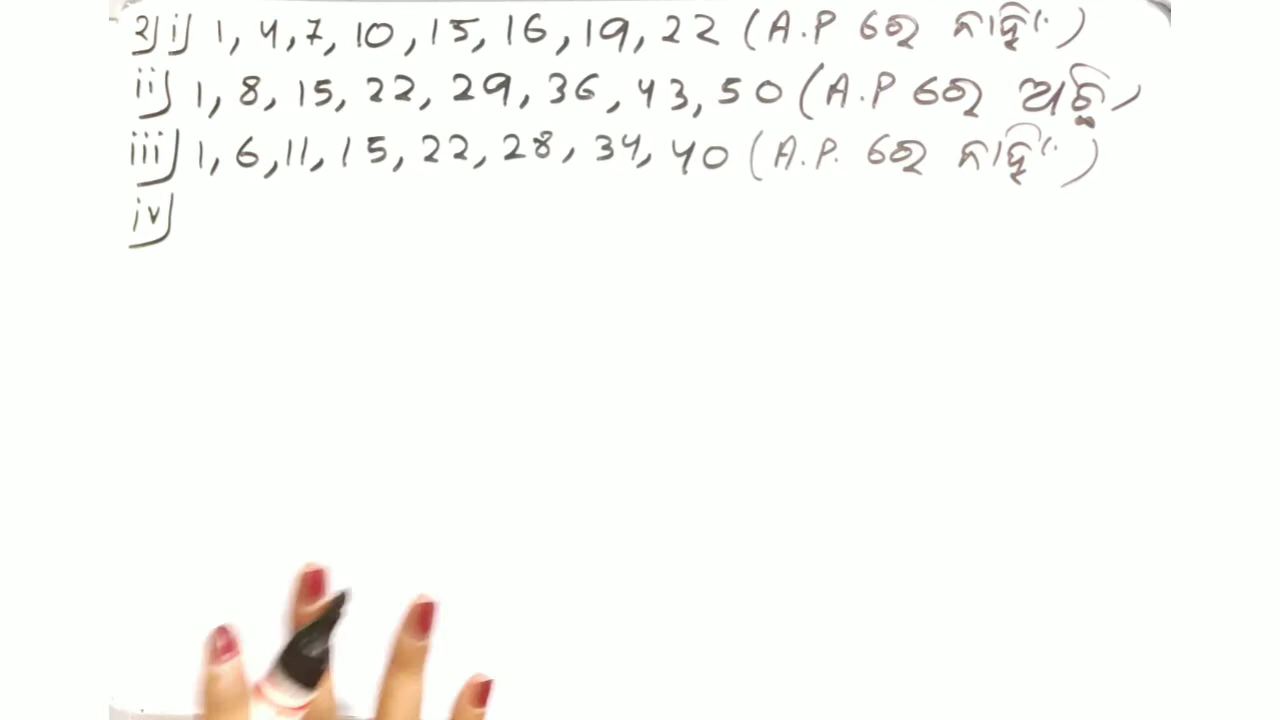 2) i) 1, 4, 7, 10, 15, 16, 19, 22 (A.P ରେ ନାହିଁ)
ii) 1, 8, 15, 22, 29, 36, 43, 50 (A.P ରେ ଅଛି)
iii) 1, 6, 11, 15, 22, 28, 34, 40 (A.P. ରେ ନାହିଁ)
iv)